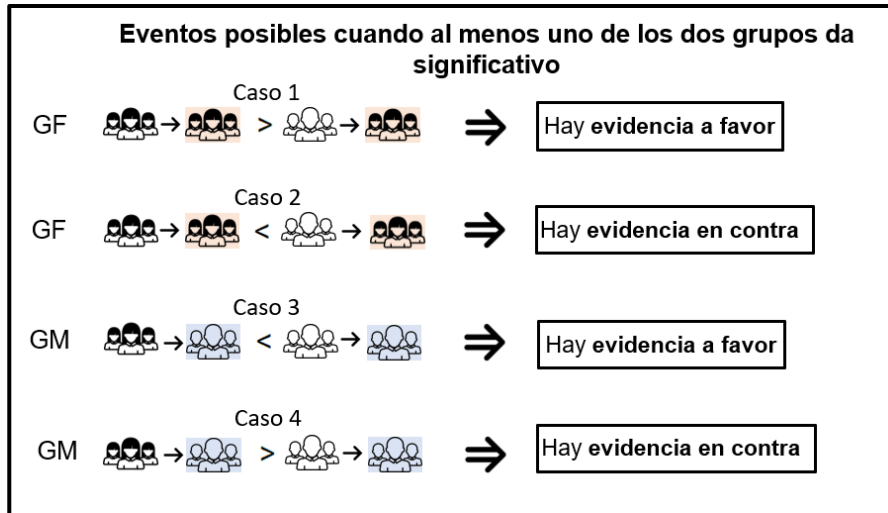 Eventos posibles cuando al menos uno de los dos grupos da
significativo
Caso 1
GF > Hay evidencia a favor
Caso 2
GF < Hay evidencia en contra
Caso 3
GM < Hay evidencia a favor
Caso 4
GM > Hay evidencia en contra